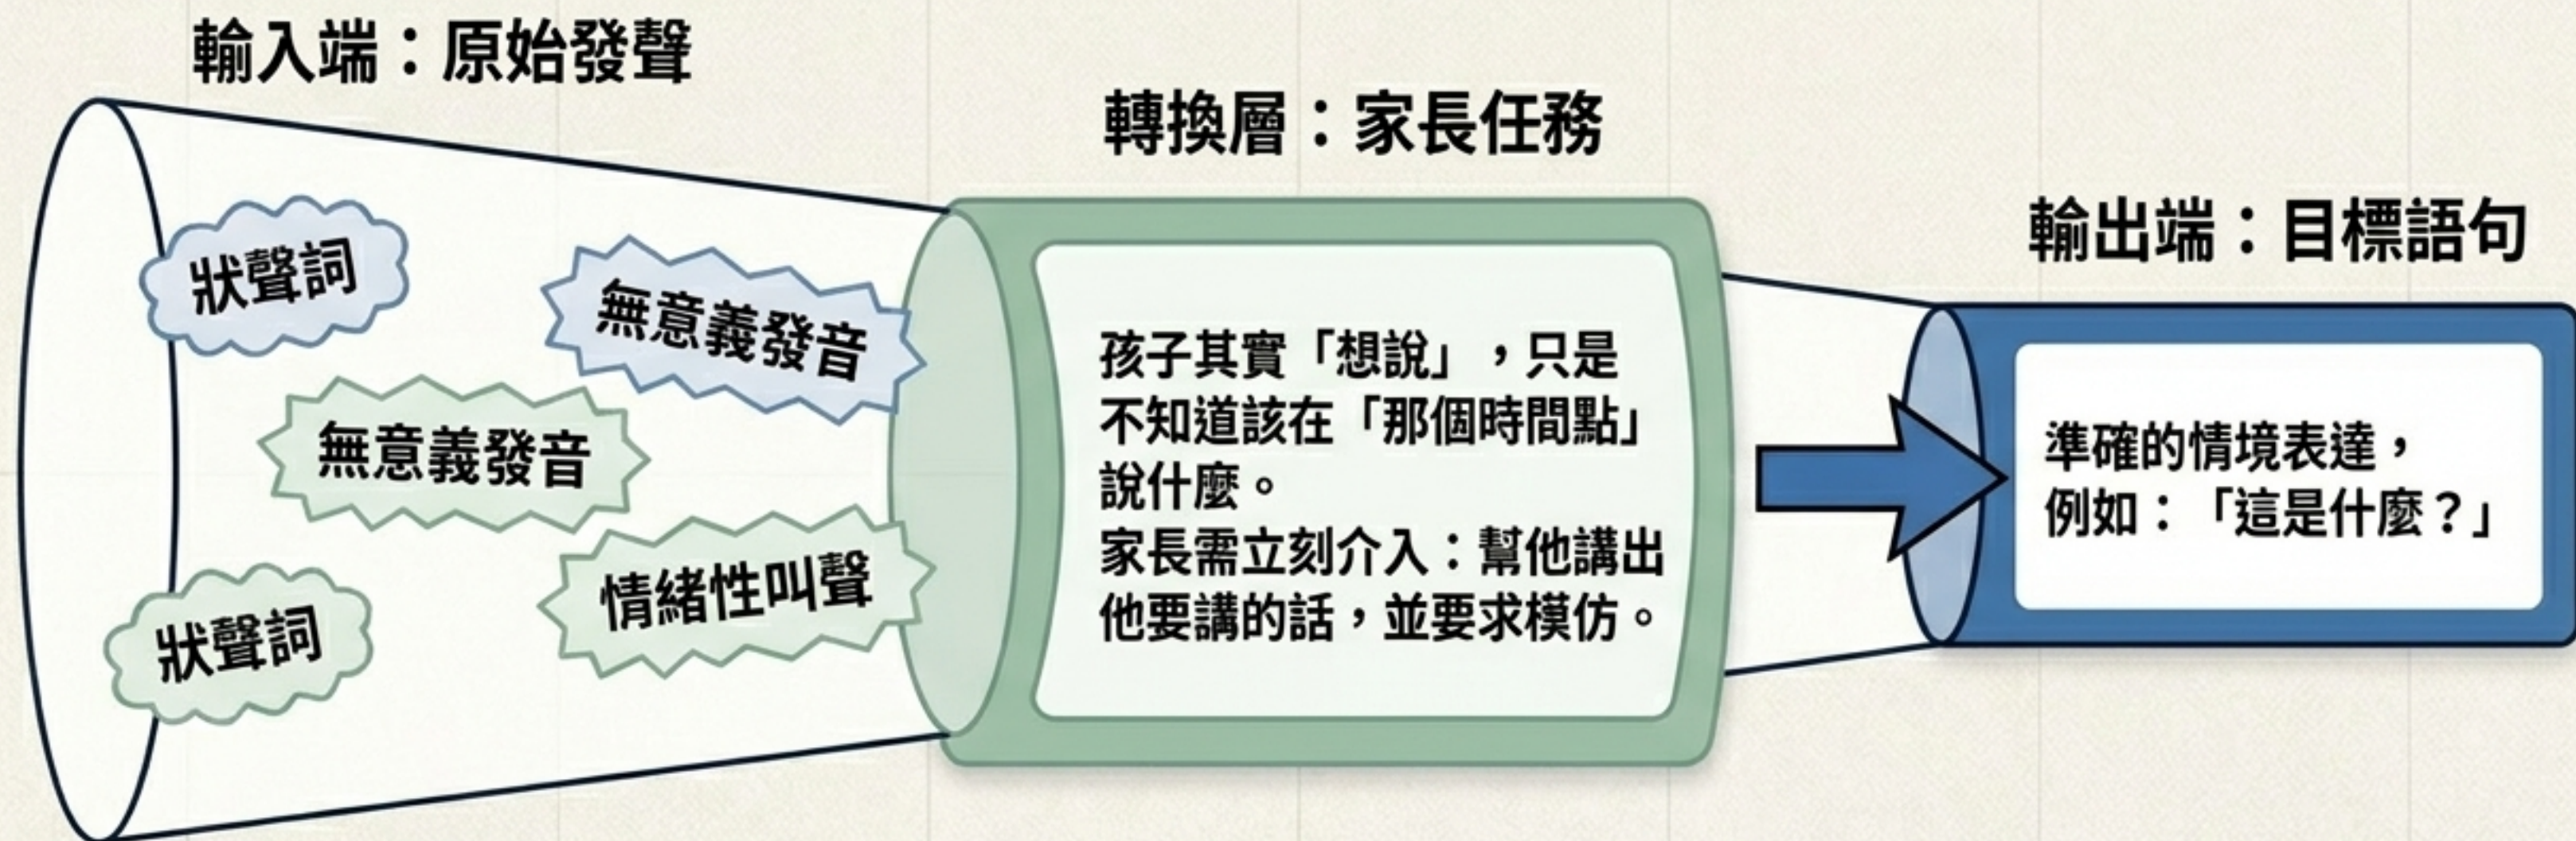 輸入端：原始發聲
狀聲詞
無意義發音
無意義發音
情緒性叫聲
狀聲詞
轉換層：家長任務
孩子其實「想說」，只是
不知道該在「那個時間點」
說什麼。
家長需立刻介入：幫他講出
他要講的話，並要求模仿。
輸出端：目標語句
準確的情境表達，
例如：「這是什麼？」